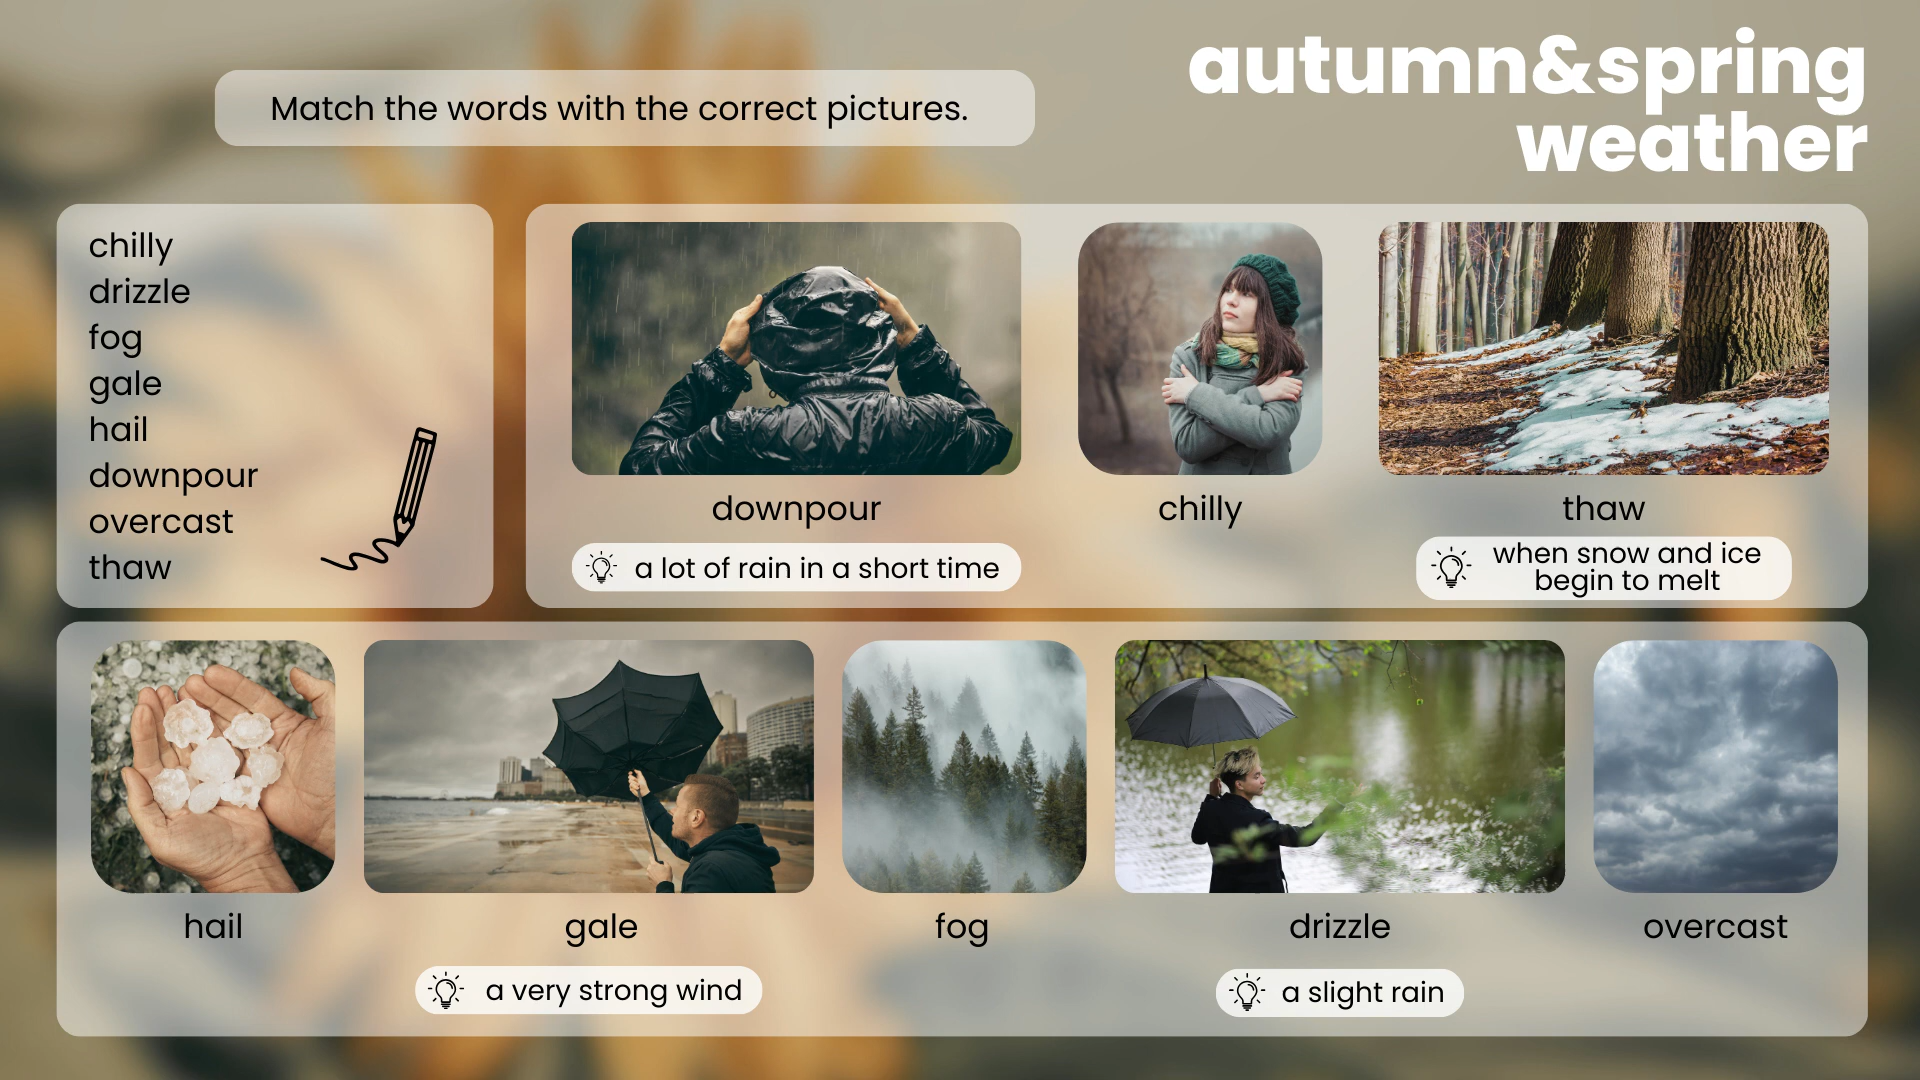 autumn&spring
weather
Match the words with the correct pictures.
chilly
drizzle
fog
gale
hail
downpour
overcast
thaw
downpour
chilly
thaw
a lot of rain in a short time
when snow and ice
begin to melt
hail
gale
fog
drizzle
overcast
a very strong wind
a slight rain